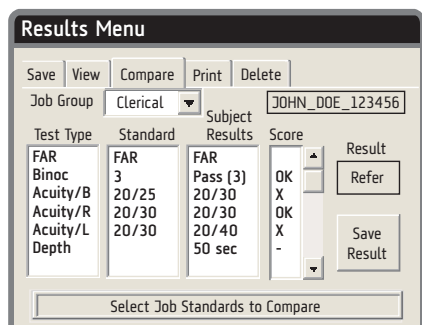 Results Menu
Save View Compare Print Delete
Job Group Clerical JOHN_DOE_123456
Test Type Standard Subject Results Score Result
FAR FAR FAR
Binoc 3 Pass (3) OK Refer
Acuity/B 20/25 20/30 X
Acuity/R 20/30 20/30 OK
Acuity/L 20/30 20/40 X Save
Depth 50 sec - Result
Select Job Standards to Compare